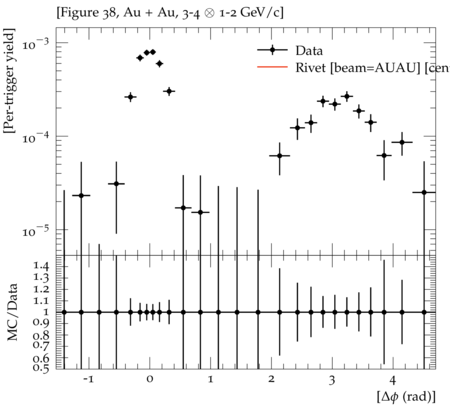 [Figure 38, Au + Au, 3-4 ⊗ 1-2 GeV/c]
[Per-trigger yield]
10⁻³
10⁻⁴
10⁻⁵
Data
Rivet [beam=AUAU] [cen
MC/Data
1.4
1.3
1.2
1.1
1
0.9
0.8
0.7
0.6
0.5
-1 0 1 2 3 4
[Δϕ (rad)]